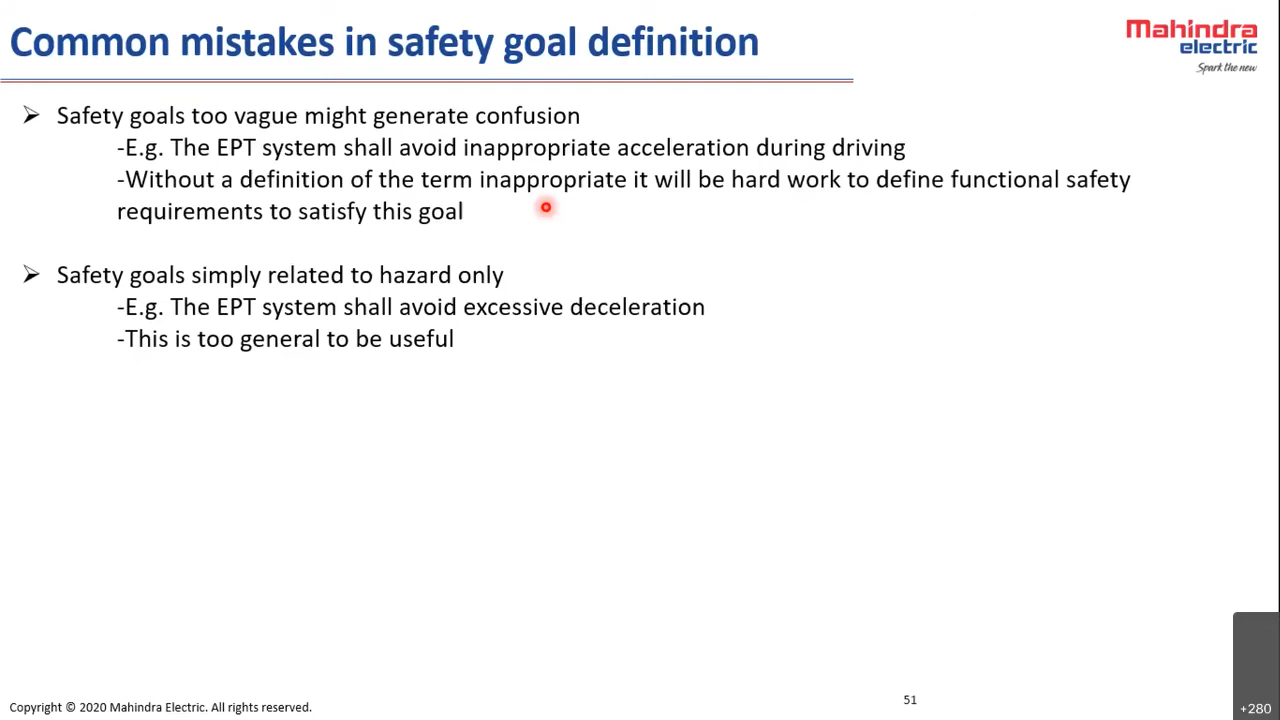 Common mistakes in safety goal definition
Mahindra
electric
Spark the new
➢ Safety goals too vague might generate confusion
-E.g. The EPT system shall avoid inappropriate acceleration during driving
-Without a definition of the term inappropriate it will be hard work to define functional safety
requirements to satisfy this goal
➢ Safety goals simply related to hazard only
-E.g. The EPT system shall avoid excessive deceleration
-This is too general to be useful
Copyright © 2020 Mahindra Electric. All rights reserved.
51
+280